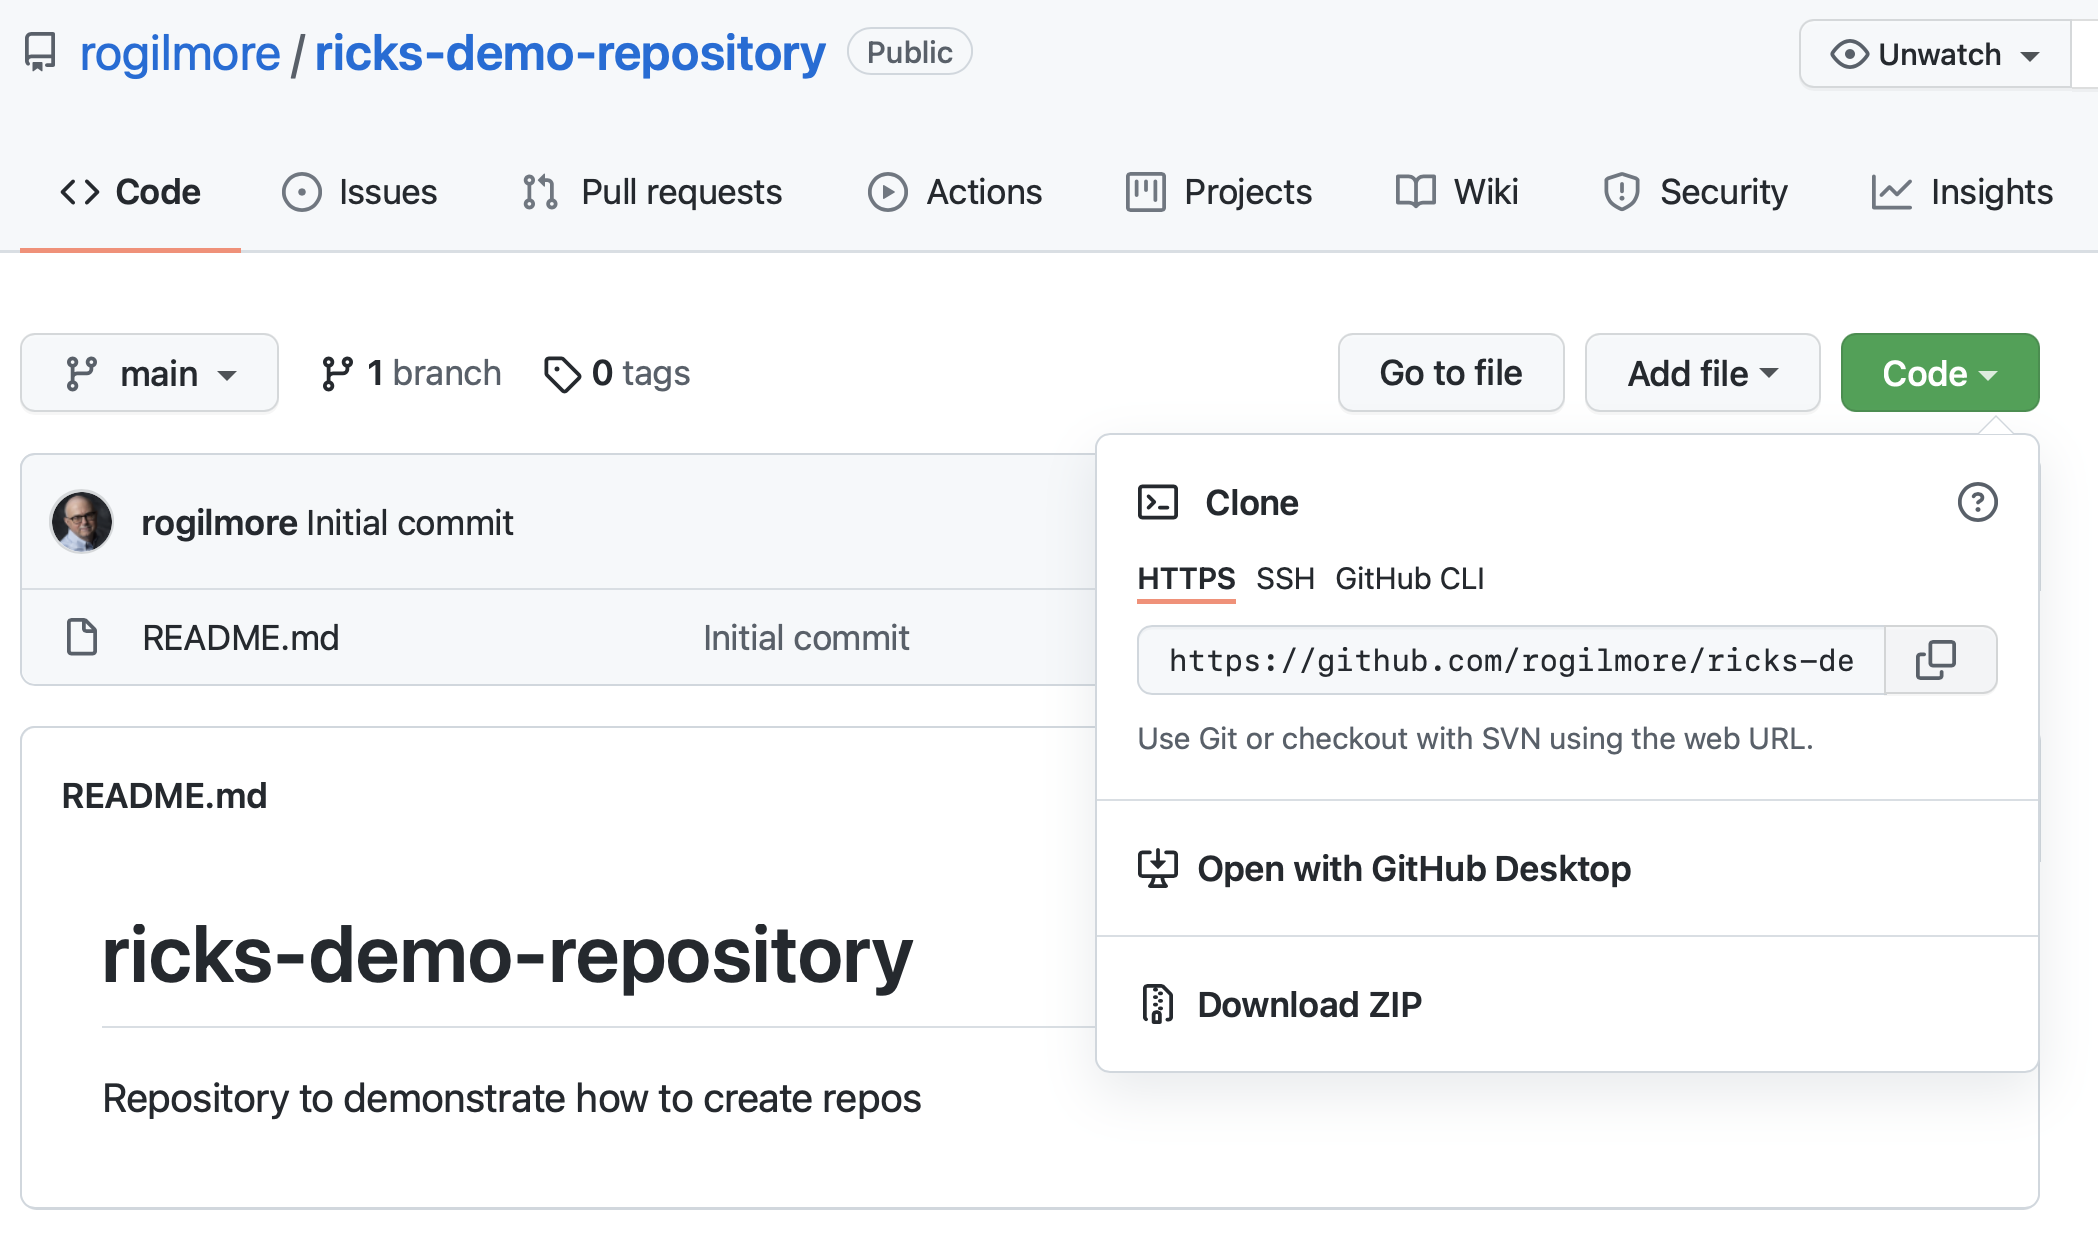 rogilmore / ricks-demo-repository Public
Unwatch
Code Issues Pull requests Actions Projects Wiki Security Insights
main 1 branch 0 tags Go to file Add file Code
rogilmore Initial commit
README.md Initial commit
Clone
HTTPS SSH GitHub CLI
https://github.com/rogilmore/ricks-de
Use Git or checkout with SVN using the web URL.
Open with GitHub Desktop
Download ZIP
README.md
ricks-demo-repository
Repository to demonstrate how to create repos